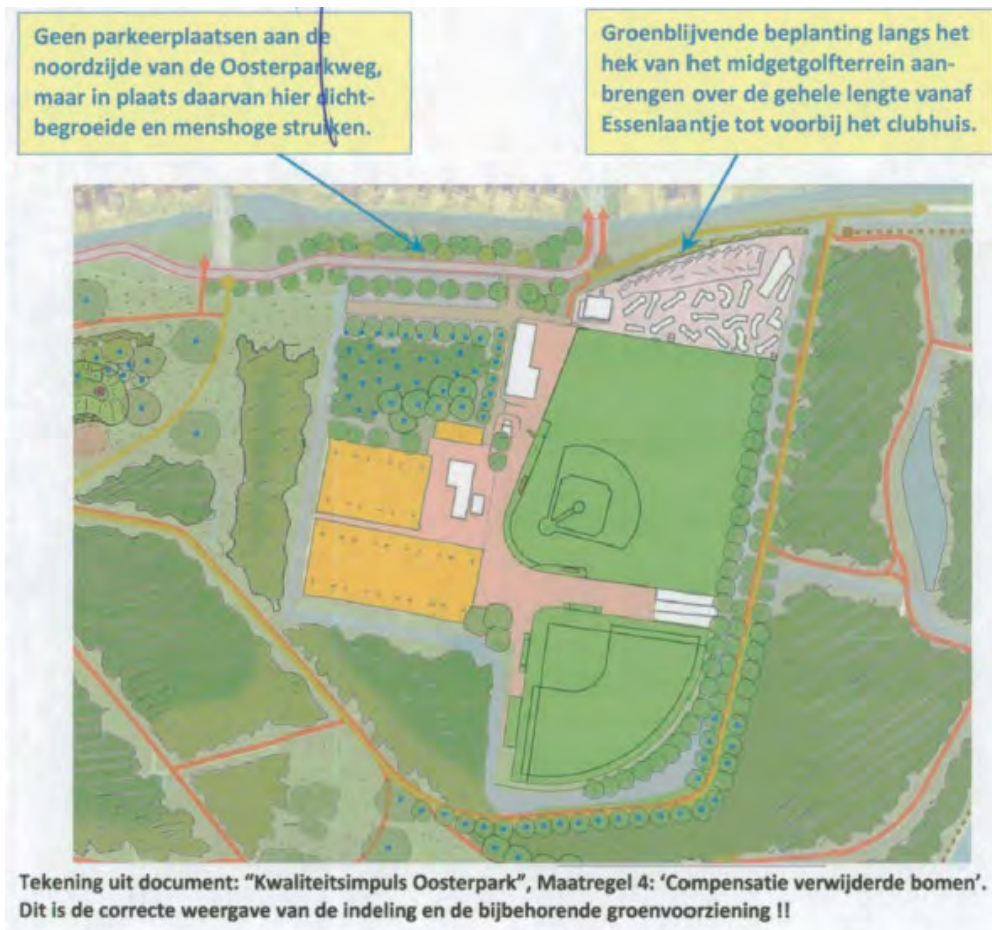 Geen parkeerplaatsen aan de
noordzijde van de Oosterparkweg,
maar in plaats daarvan hier dicht-
begroeide en menshoge struiken.
Groenblijvende beplanting langs het
hek van het midgetgolfterrein aan-
brengen over de gehele lengte vanaf
Essenlaantje tot voorbij het clubhuis.
Tekening uit document: “Kwaliteitsimpuls Oosterpark”, Maatregel 4: ‘Compensatie verwijderde bomen’.
Dit is de correcte weergave van de indeling en de bijbehorende groenvoorziening !!